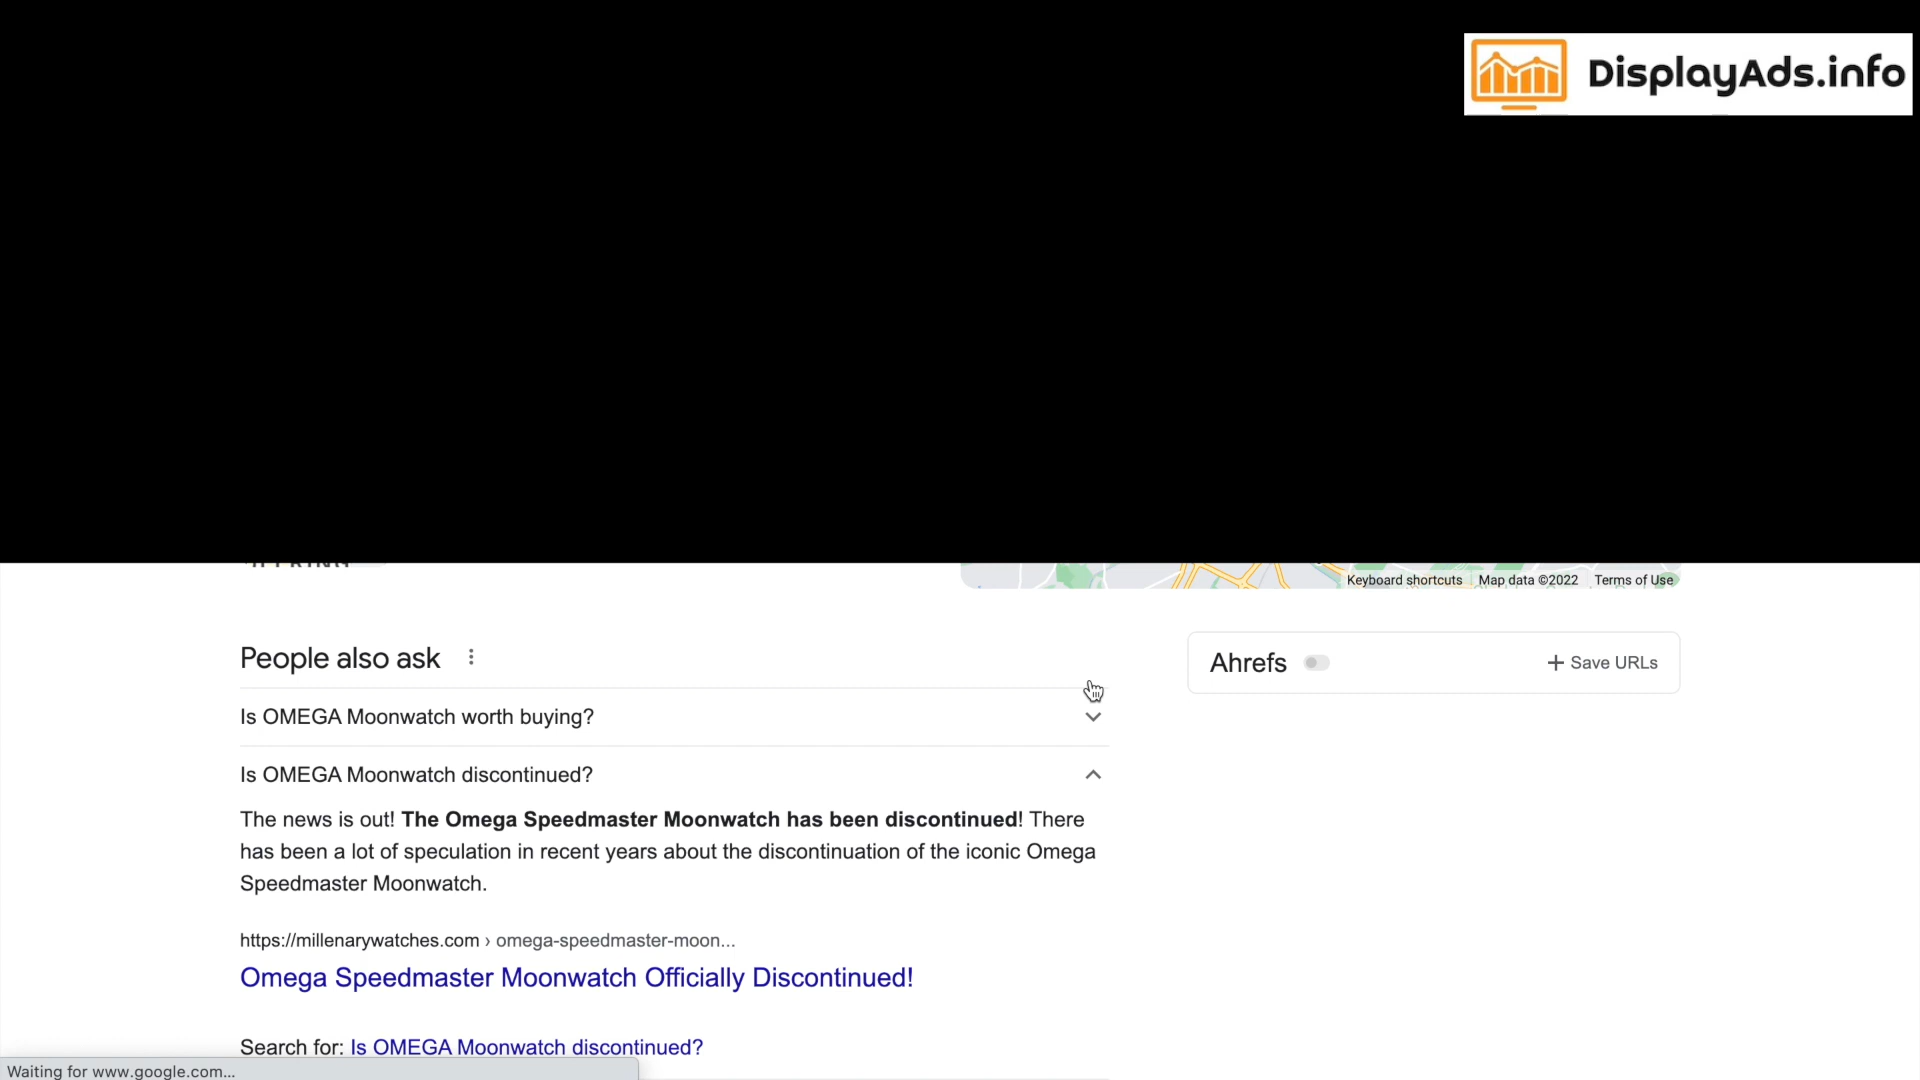 DisplayAds.info
Keyboard shortcuts Map data ©2022 Terms of Use
People also ask
Ahrefs
+ Save URLs
Is OMEGA Moonwatch worth buying?
Is OMEGA Moonwatch discontinued?
The news is out! The Omega Speedmaster Moonwatch has been discontinued! There
has been a lot of speculation in recent years about the discontinuation of the iconic Omega
Speedmaster Moonwatch.
https://millenarywatches.com › omega-speedmaster-moon...
Omega Speedmaster Moonwatch Officially Discontinued!
Search for: Is OMEGA Moonwatch discontinued?
Waiting for www.google.com...